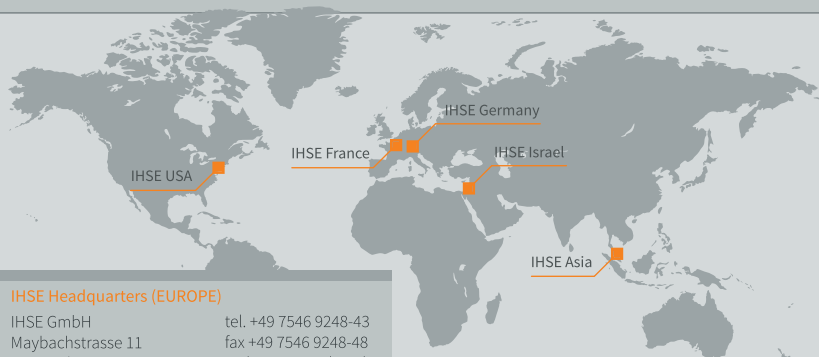 IHSE Germany
IHSE France
IHSE Israel
IHSE USA
IHSE Asia
IHSE Headquarters (EUROPE)
IHSE GmbH tel. +49 7546 9248-43
Maybachstrasse 11 fax +49 7546 9248-48